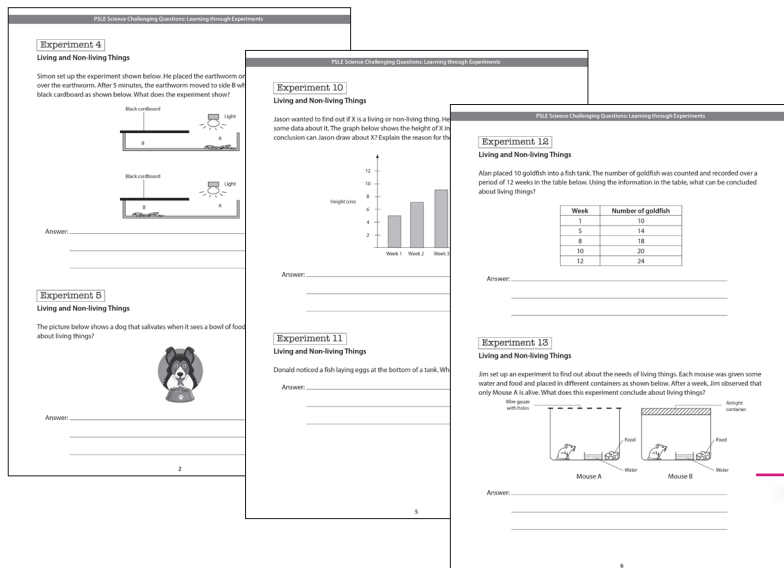 PSLE Science Challenging Questions: Learning through Experiments
Experiment 4
Living and Non-living Things
Simon set up the experiment shown below. He placed the earthworm
over the earthworm. After 5 minutes, the earthworm moved to side B
black cardboard as shown below. What does the experiment show?
Black cardboard
Light
B
A
Black cardboard
Light
B
A
Answer:
Experiment 5
Living and Non-living Things
The picture below shows a dog that salivates when it sees a bowl of food
about living things?
Answer:
2
PSLE Science Challenging Questions: Learning through Experiments
Experiment 10
Living and Non-living Things
Jason wanted to find out if X is a living or non-living thing. He
some data about it. The graph below shows the height of X in
conclusion can Jason draw about X? Explain the reason for
Height (cm)
12
10
8
6
4
2
Week 1
Week 2
Week 3
Answer:
Experiment 11
Living and Non-living Things
Donald noticed a fish laying eggs at the bottom of a tank.
Answer:
5
PSLE Science Challenging Questions: Learning through Experiments
Experiment 12
Living and Non-living Things
Alan placed 10 goldfish into a fish tank. The number of goldfish was counted and recorded over a
period of 12 weeks in the table below. Using the information in the table, what can be concluded
about living things?
Week Number of goldfish
1 10
5 14
8 18
10 20
12 24
Answer:
Experiment 13
Living and Non-living Things
Jim set up an experiment to find out about the needs of living things. Each mouse was given some
water and food and placed in different containers as shown below. After a week, Jim observed that
only Mouse A is alive. What does this experiment conclude about living things?
Wire gauze
with holes
Food
Water
Mouse A
Airtight
container
Food
Water
Mouse B
Answer:
6